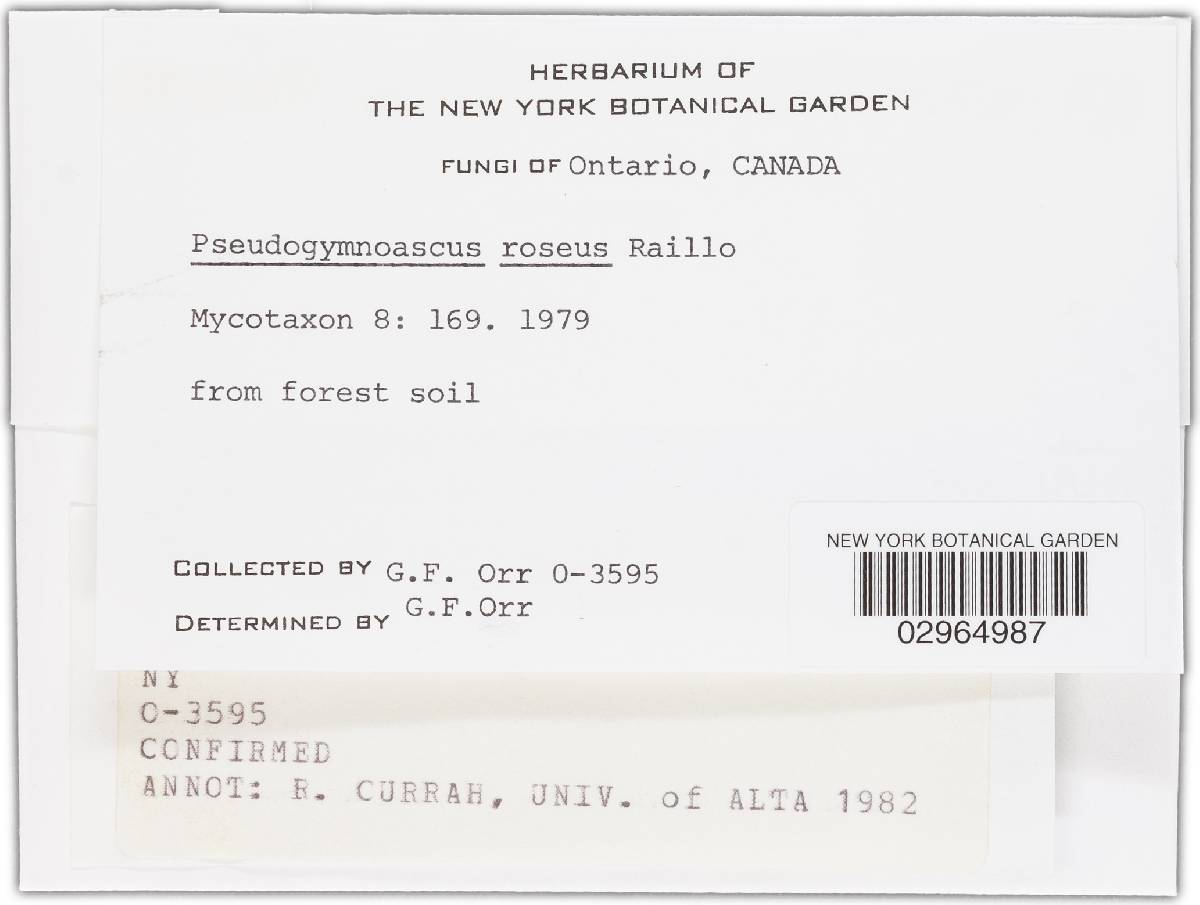 HERBARIUM OF
THE NEW YORK BOTANICAL GARDEN
FUNGI OF Ontario, CANADA
Pseudogymnoascus roseus Raillo
Mycotaxon 8: 169. 1979
from forest soil
COLLECTED BY G.F. Orr O-3595
DETERMINED BY G.F.Orr
NEW YORK BOTANICAL GARDEN
02964987
NY
O-3595
CONFIRMED
ANNOT: R. CURRAH, UNIV. of ALTA 1982